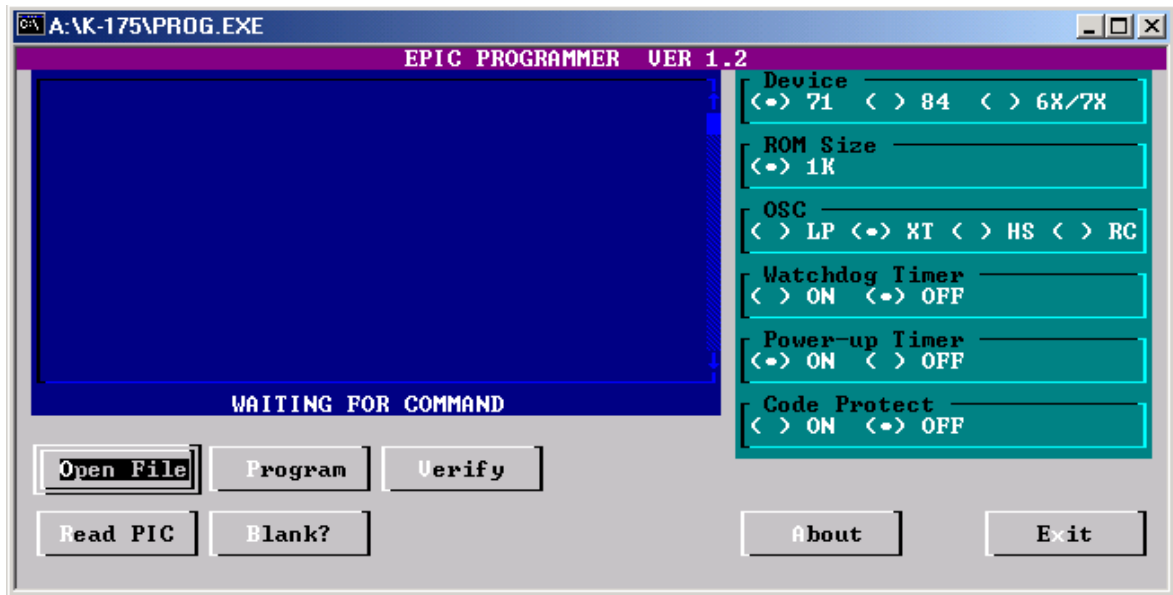 A:\K-175\PROG.EXE
EPIC PROGRAMMER VER 1.2
Device
(•) 71 ( ) 84 ( ) 6X/7X
ROM Size
(•) 1K
OSC
( ) LP (•) XT ( ) HS ( ) RC
Watchdog Timer
( ) ON (•) OFF
Power-up Timer
(•) ON ( ) OFF
Code Protect
( ) ON (•) OFF
WAITING FOR COMMAND
Open File Program Verify
Read PIC Blank? About Exit